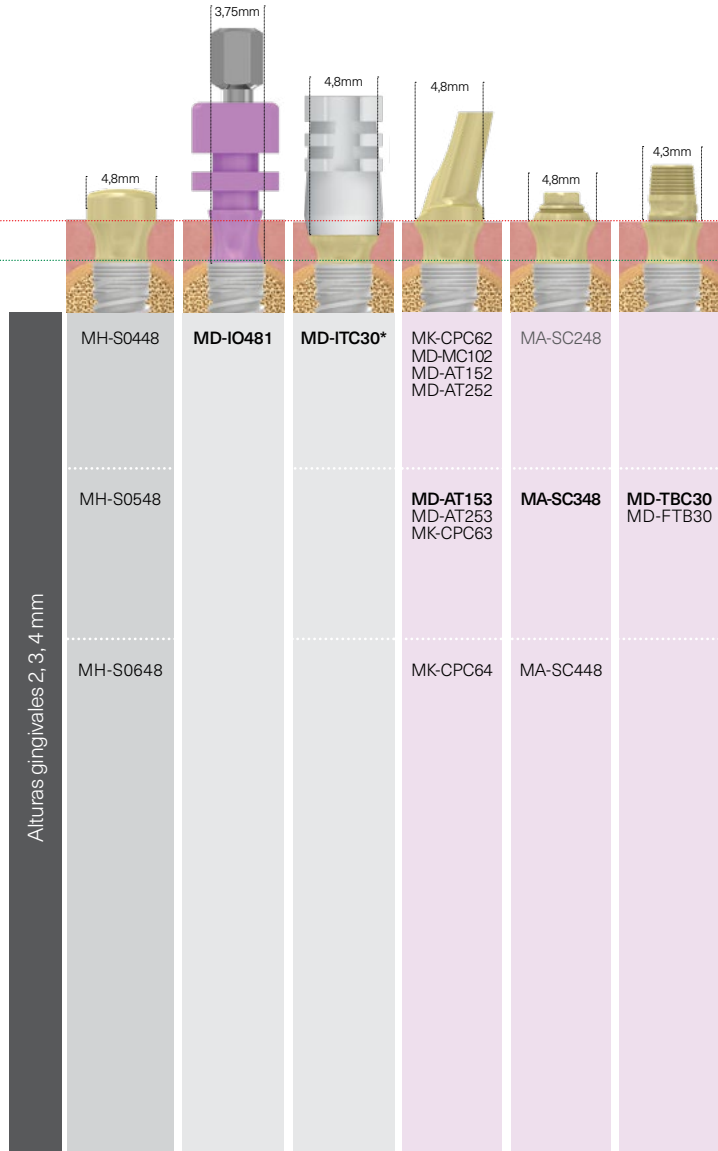 3,75mm
4,8mm
4,8mm
4,3mm
4,8mm
4,8mm
MH-S0448
MD-IO481
MD-ITC30*
MK-CPC62
MD-MC102
MD-AT152
MD-AT252
MA-SC248
MH-S0548
MD-AT153
MD-AT253
MK-CPC63
MA-SC348
MD-TBC30
MD-FTB30
MH-S0648
MK-CPC64
MA-SC448
Alturas gingivales 2, 3, 4 mm